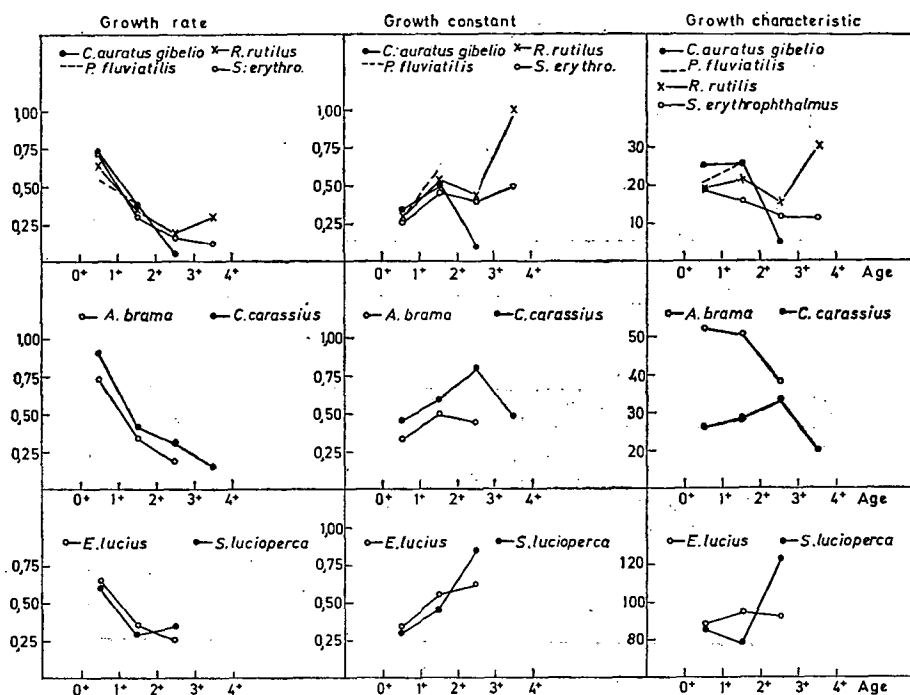 Growth rate Growth constant Growth characteristic
C. auratus gibelio R. rutilus
P. fluviatilis S. erythro.
1,00
0,75
0,50
0,25
0+ 1+ 2+ 3+ 4+
C. auratus gibelio R. rutilus
P. fluviatilis S. erythro.
1,00
0,75
0,50
0,25
0+ 1+ 2+ 3+ 4+
C. auratus gibelio
P. fluviatilis
R. rutilis
S. erythrophthalmus
30
20
10
0+ 1+ 2+ 3+ Age
A. brama C. carassius
1,00
0,75
0,50
0,25
0+ 1+ 2+ 3+ 4+
A. brama C. carassius
1,00
0,75
0,50
0,25
0+ 1+ 2+ 3+ 4+
A. brama C. carassius
50
40
30
20
0+ 1+ 2+ 3+ Age
E. lucius S. lucioperca
0,75
0,50
0,25
0+ 1+ 2+ 3+ 4+
1,00
E. lucius S. lucioperca
0,75
0,50
0,25
0+ 1+ 2+ 3+ 4+
E. lucius S. lucioperca
120
100
80
0+ 1+ 2+ 3+ Age